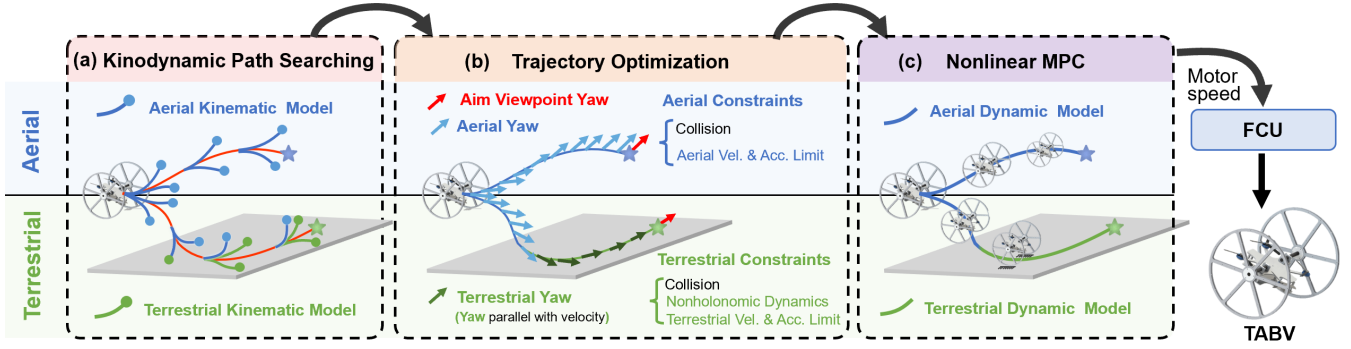 (a) Kinodynamic Path Searching
(b) Trajectory Optimization
(c) Nonlinear MPC
Motor
speed
FCU
TABV
Aerial
Aerial Kinematic Model
Aim Viewpoint Yaw
Aerial Yaw
Aerial Constraints
Collision
Aerial Vel. & Acc. Limit
Aerial Dynamic Model
Terrestrial
Terrestrial Kinematic Model
Terrestrial Yaw
(Yaw parallel with velocity)
Terrestrial Constraints
Collision
Nonholonomic Dynamics
Terrestrial Vel. & Acc. Limit
Terrestrial Dynamic Model